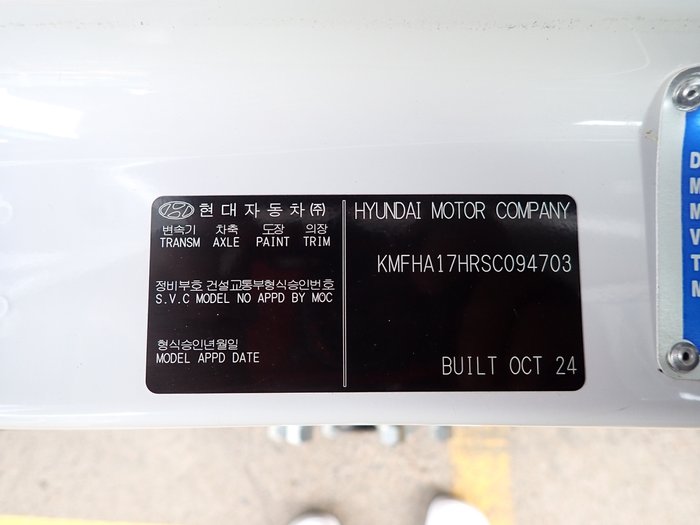 현대자동차㈜
변속기 차축 도장 의장
TRANSM AXLE PAINT TRIM
정비부호 건설교통부형식승인번호
S.V.C MODEL NO APPD BY MOC
형식승인년월일
MODEL APPD DATE
HYUNDAI MOTOR COMPANY
KMFHA17HRSC094703
BUILT OCT 24
D
M
M
V
T
M